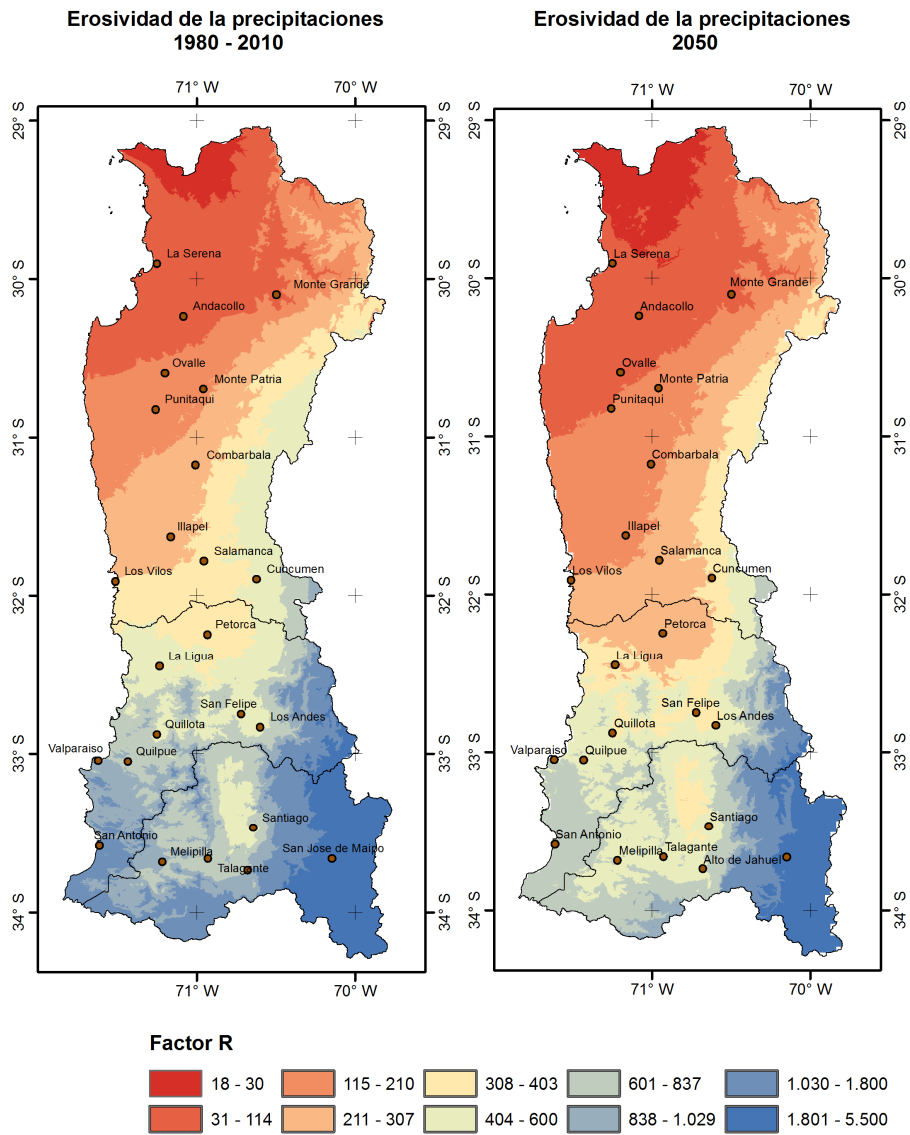 Erosividad de la precipitaciones
1980 - 2010
71° W
70° W
29° S
29° S
30° S
30° S
31° S
31° S
32° S
32° S
33° S
33° S
34° S
34° S
La Serena
Monte Grande
Andacollo
Ovalle
Monte Patria
Punitaqui
Combarbala
Illapel
Salamanca
Los Vilos
Cuncumen
Petorca
La Ligua
San Felipe
Quillota
Los Andes
Valparaiso
Quilpue
Santiago
San Antonio
Melipilla
San Jose de Maipo
Talagante
71° W
70° W
Erosividad de la precipitaciones
2050
71° W
70° W
29° S
29° S
30° S
30° S
31° S
31° S
32° S
32° S
33° S
33° S
34° S
34° S
La Serena
Monte Grande
Andacollo
Ovalle
Monte Patria
Punitaqui
Combarbala
Illapel
Salamanca
Los Vilos
Cuncumen
Petorca
La Ligua
San Felipe
Los Andes
Quillota
Valparaiso
Quilpue
Santiago
San Antonio
Melipilla
Talagante
Alto de Jahuel
71° W
70° W
Factor R
18 - 30
115 - 210
308 - 403
601 - 837
1.030 - 1.800
31 - 114
211 - 307
404 - 600
838 - 1.029
1.801 - 5.500